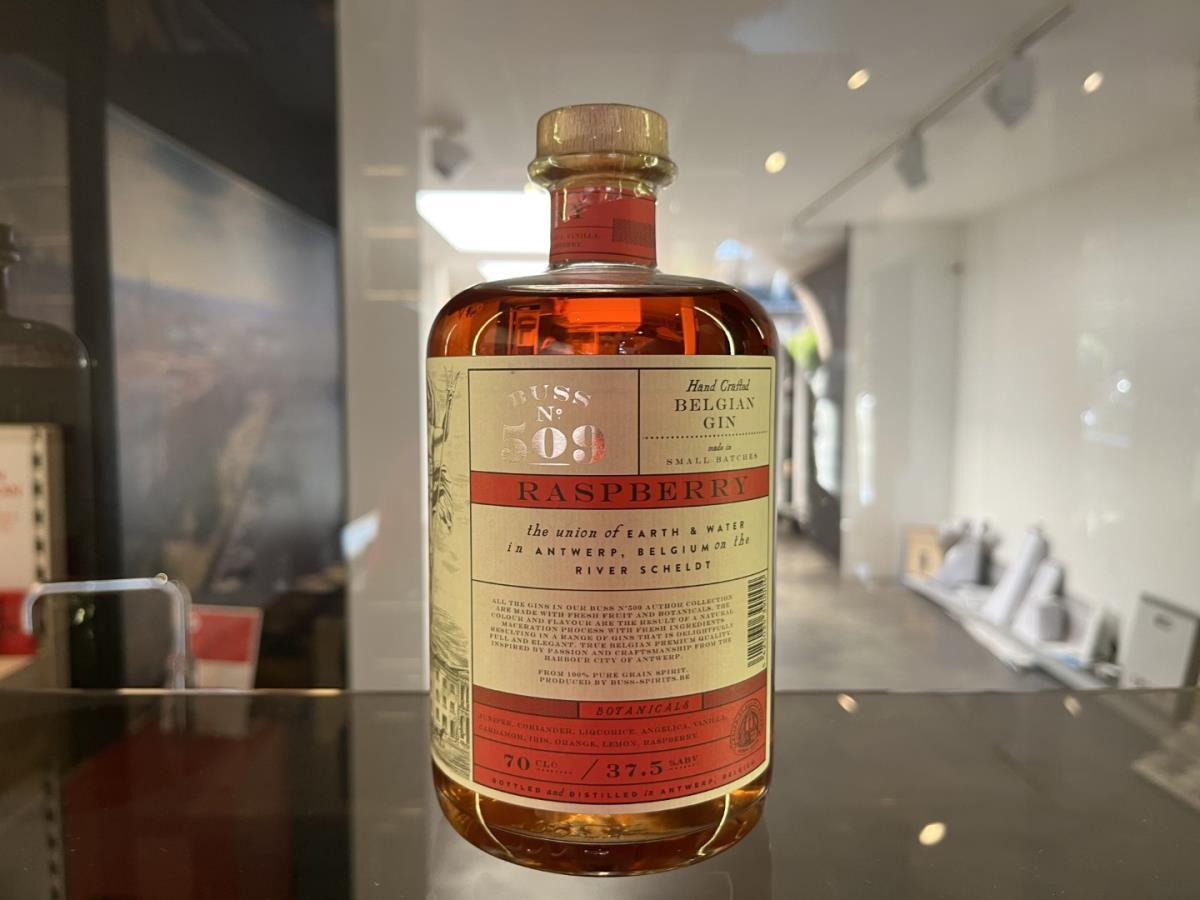 VANILLA,
BUSS
No
509
Hand Crafted
BELGIAN
GIN
made in
SMALL BATCHES
RASPBERRY
the union of EARTH & WATER
in ANTWERP, BELGIUM on the
RIVER SCHELDT
ALL THE GINS IN OUR BUSS N°509 AUTHOR COLLECTION
ARE MADE WITH FRESH FRUIT AND BOTANICALS. THE
COLOUR AND FLAVOUR ARE THE RESULT OF A NATURAL
MACERATION PROCESS WITH FRESH INGREDIENTS
RESULTING IN A RANGE OF GINS THAT IS DELIGHTFULLY
FULL AND ELEGANT. TRUE BELGIAN PREMIUM QUALITY.
INSPIRED BY PASSION AND CRAFTSMANSHIP FROM THE
HARBOUR CITY OF ANTWERP.
FROM 100% PURE GRAIN SPIRIT.
PRODUCED BY BUSS-SPIRITS.BE
BOTANICALS
JUNIPER, CORIANDER, LIQUORICE, ANGELICA, VANILLA,
CARDAMOM, IRIS, ORANGE, LEMON, RASPBERRY
70 CLC / 37.5 %ABV
BOTTLED and DISTILLED in ANTWERP, BELGIUM